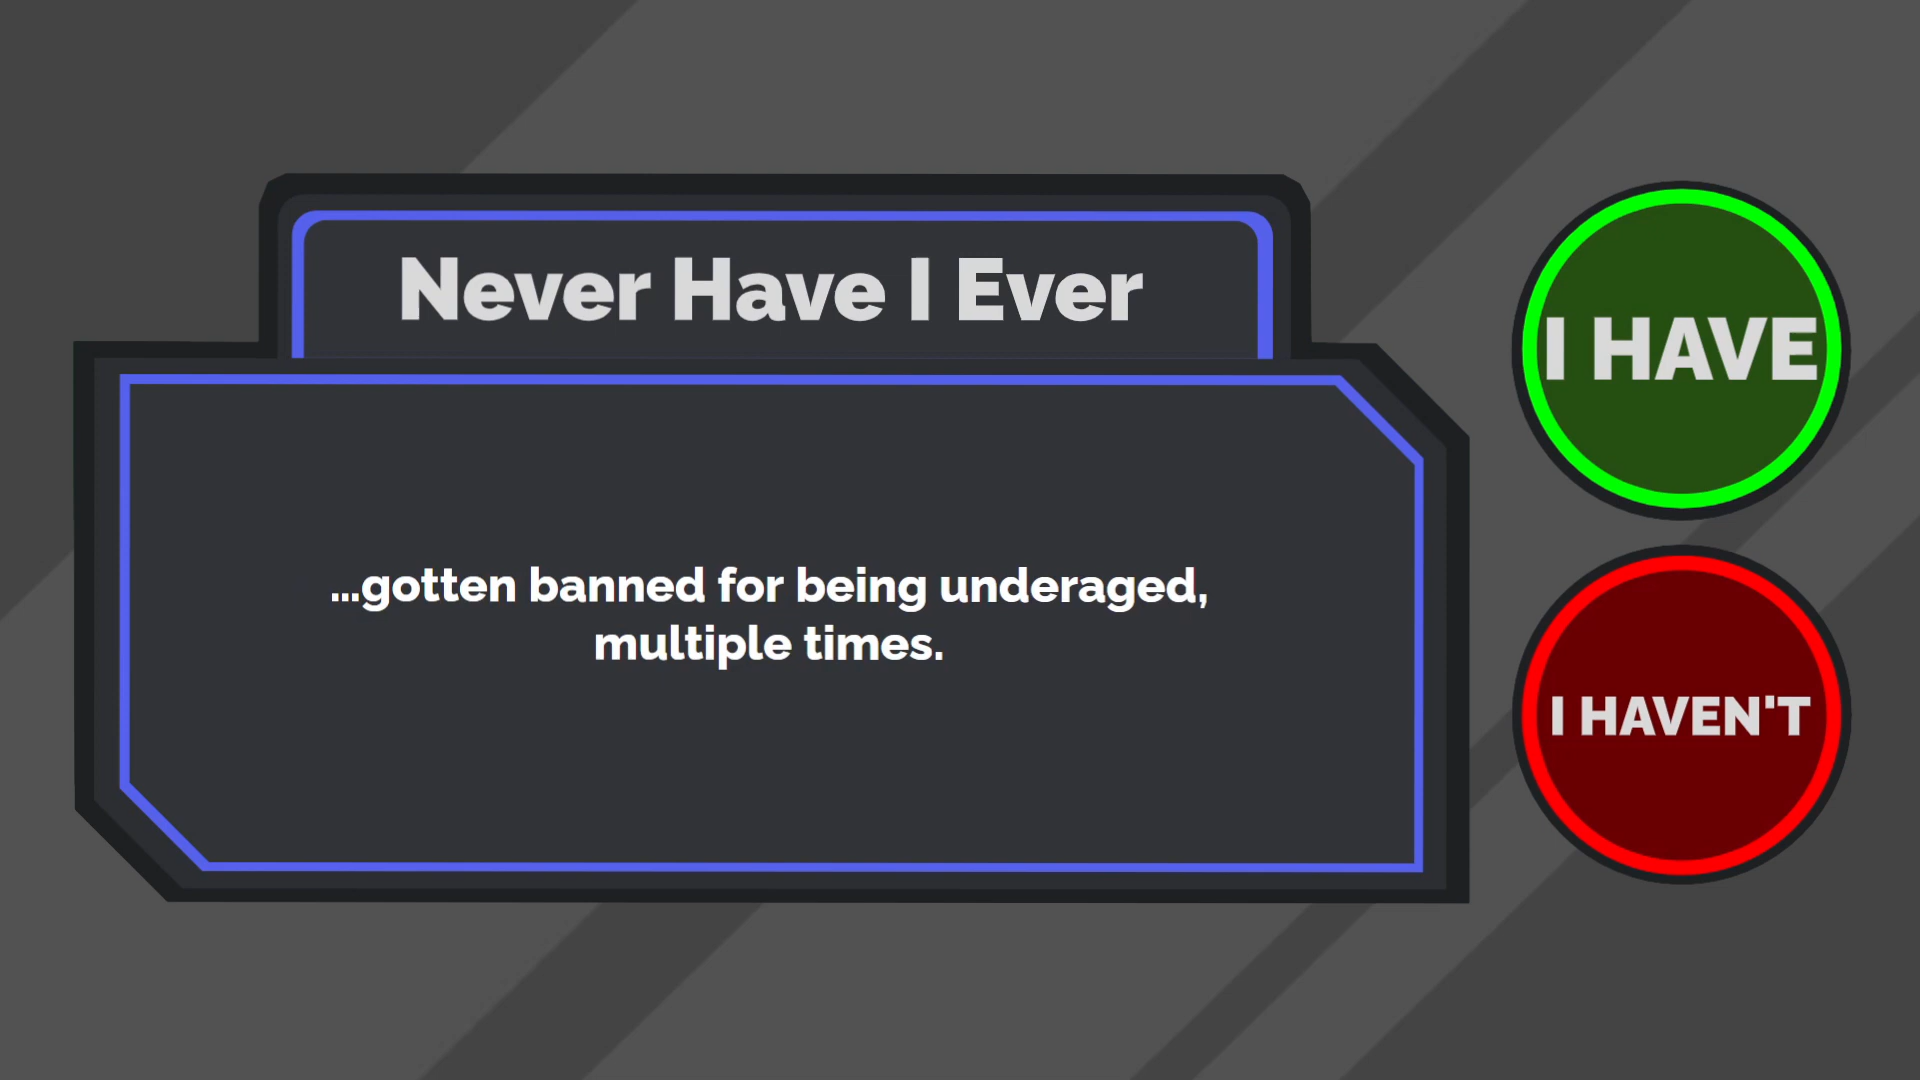 Never Have I Ever
I HAVE
...gotten banned for being underaged,
multiple times.
I HAVEN'T